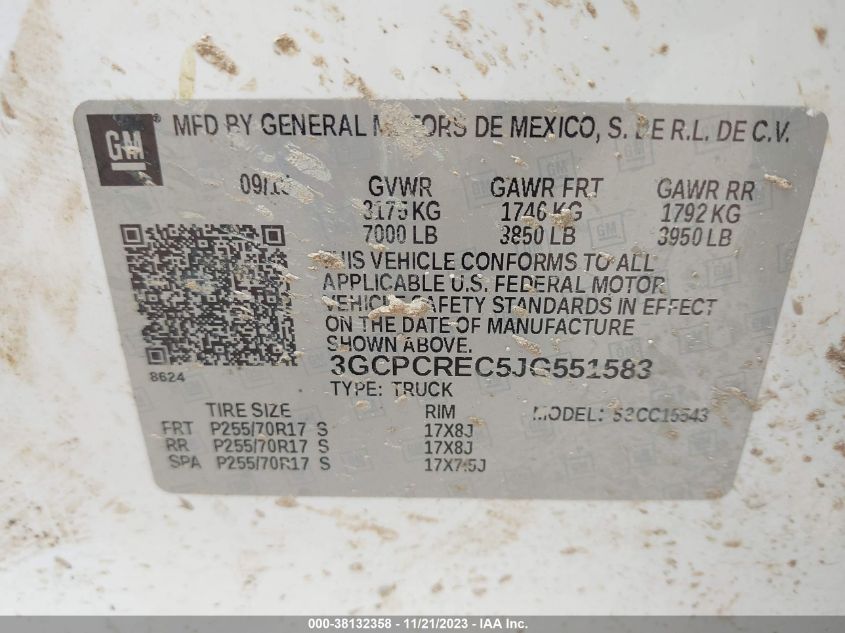 GM ® MFD BY GENERAL MOTORS DE MEXICO, S. DE R.L. DE C.V.
GVWR GAWR FRT GAWR RR
3175 KG 1746 KG 1792 KG
7000 LB 3850 LB 3950 LB
THIS VEHICLE CONFORMS TO ALL
APPLICABLE U.S. FEDERAL MOTOR
VEHICLE SAFETY STANDARDS IN EFFECT
ON THE DATE OF MANUFACTURE
SHOWN ABOVE.
8624
3GCPCREC5JG551583
TYPE: TRUCK
TIRE SIZE RIM MODEL:
FRT P255/70R17 S 17X8J
RR P255/70R17 S 17X8J
SPA P255/70R17 S 17X7.5J
000-38132358 - 11/21/2023 - IAA Inc.